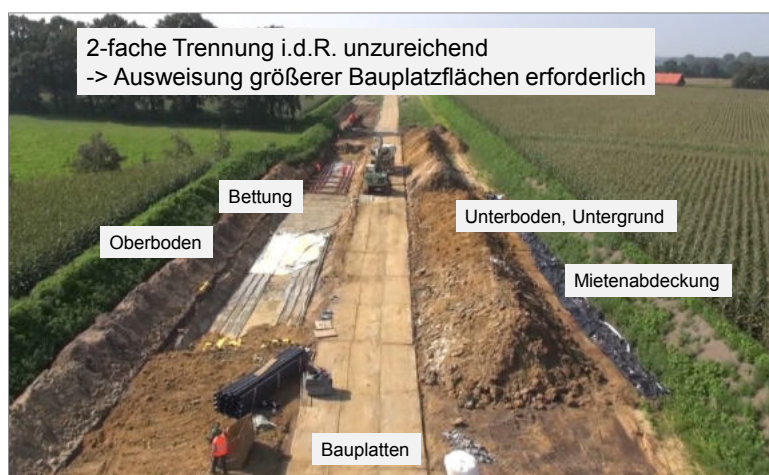 2-fache Trennung i.d.R. unzureichend
-> Ausweisung größerer Bauplatzflächen erforderlich
Bettung
Unterboden, Untergrund
Oberboden
Mietenabdeckung
Bauplatten